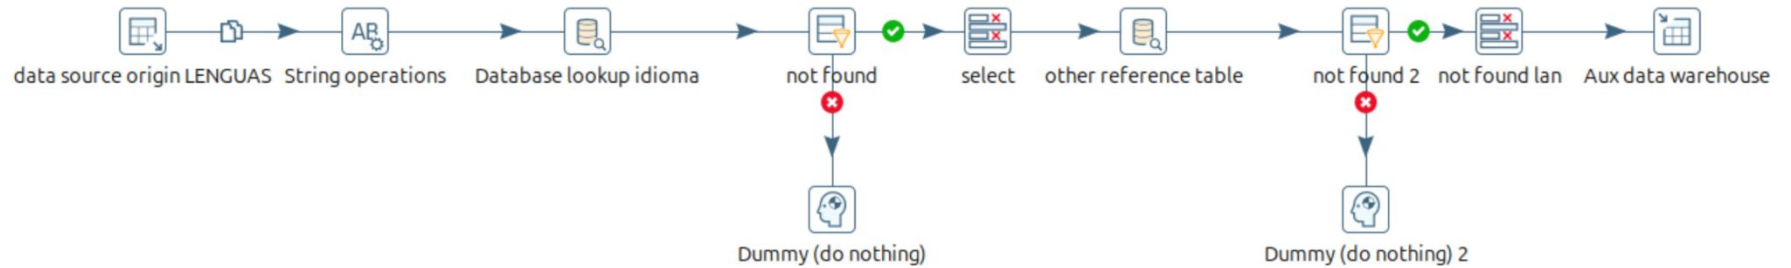 AB
data source origin LENGUAS
String operations
Database lookup idioma
not found
select
other reference table
not found 2
not found lan
Aux data warehouse
Dummy (do nothing)
Dummy (do nothing) 2